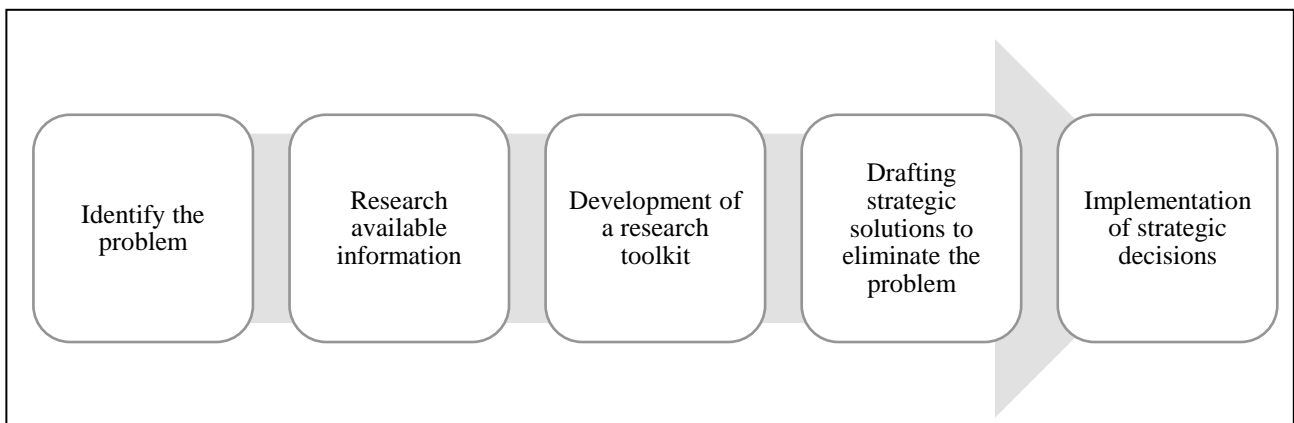 Identify the
problem
Research
available
information
Development of
a research
toolkit
Drafting
strategic
solutions to
eliminate the
problem
Implementation
of strategic
decisions